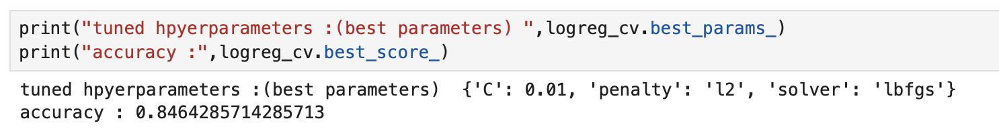 print("tuned hpyerparameters :(best parameters) ",logreg_cv.best_params_)
print("accuracy :",logreg_cv.best_score_)
tuned hpyerparameters :(best parameters)  {'C': 0.01, 'penalty': 'l2', 'solver': 'lbfgs'}
accuracy : 0.8464285714285713